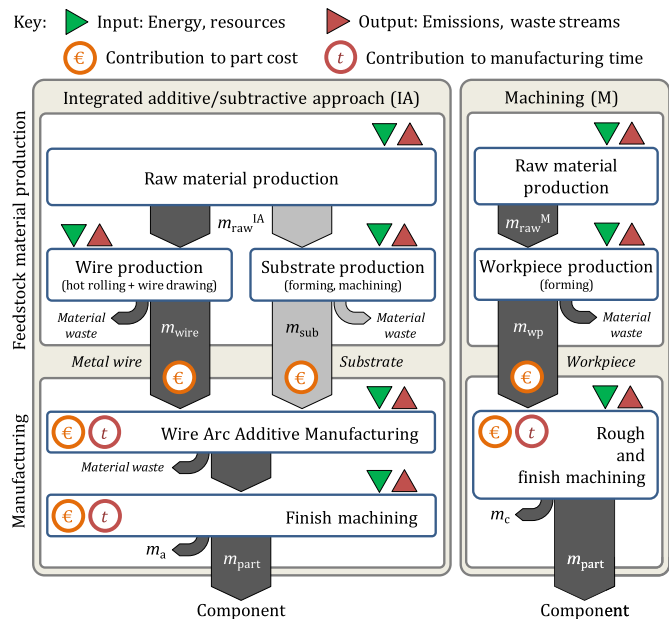 Key: Input: Energy, resources Output: Emissions, waste streams
€ Contribution to part cost t Contribution to manufacturing time
Integrated additive/subtractive approach (IA)
Feedstock material production
Raw material production
m_raw^IA
Wire production
(hot rolling + wire drawing)
Substrate production
(forming, machining)
Material
waste
m_wire
m_sub
Material
waste
Metal wire
€
€
Substrate
Manufacturing
€ t Wire Arc Additive Manufacturing
Material waste
€ t Finish machining
m_a
m_part
Component
Machining (M)
Raw material
production
m_raw^M
Workpiece production
(forming)
Material
waste
m_wp
€
Workpiece
€ t Rough
and
finish machining
m_c
m_part
Component